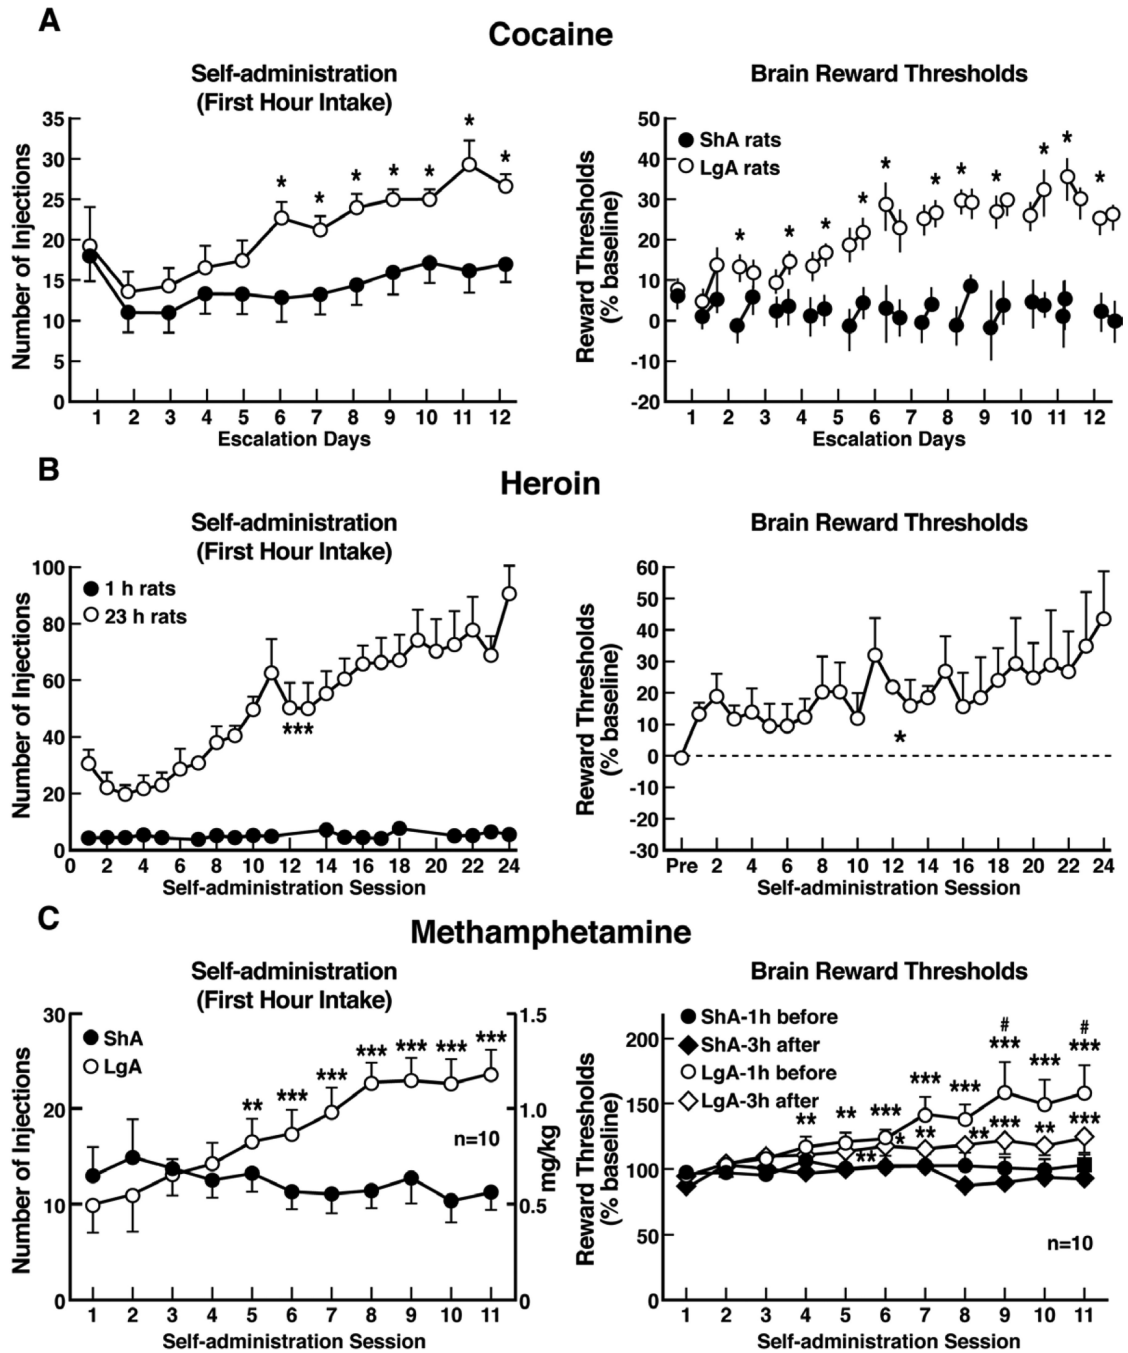 A
Cocaine
Self-administration
(First Hour Intake)
Number of Injections
35
30
25
20
15
10
5
0
* * * * * * *
1 2 3 4 5 6 7 8 9 10 11 12
Escalation Days
Brain Reward Thresholds
ShA rats
LgA rats
Reward Thresholds
(% baseline)
50
40
30
20
10
0
-10
-20
* * * * * * * * * * *
1 2 3 4 5 6 7 8 9 10 11 12
Escalation Days
B
Heroin
Self-administration
(First Hour Intake)
1 h rats
23 h rats
Number of Injections
100
80
60
40
20
0
***
0 2 4 6 8 10 12 14 16 18 20 22 24
Self-administration Session
Brain Reward Thresholds
Reward Thresholds
(% baseline)
60
50
40
30
20
10
0
-10
-20
-30
*
Pre 2 4 6 8 10 12 14 16 18 20 22 24
Self-administration Session
C
Methamphetamine
Self-administration
(First Hour Intake)
ShA
LgA
Number of Injections
30
20
10
0
** *** *** *** *** *** ***
n=10
1.5
1.0
0.5
0
mg/kg
1 2 3 4 5 6 7 8 9 10 11
Self-administration Session
Brain Reward Thresholds
ShA-1h before
ShA-3h after
LgA-1h before
LgA-3h after
Reward Thresholds
(% baseline)
200
150
100
50
0
# #
** ** *** *** *** *** *** ***
** * ** ** *** ** ***
n=10
1 2 3 4 5 6 7 8 9 10 11
Self-administration Session